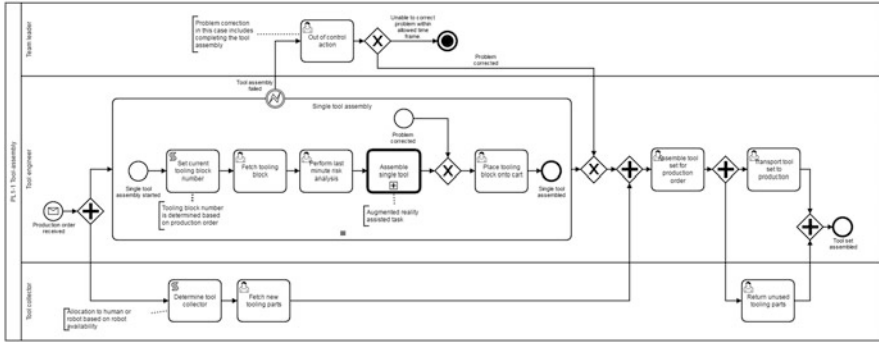 PL1-1 Tool-assembly
Team leader
Problem correction
in this case includes
completing the tool
assembly
Out of control
action
Unable to correct
problem within
allowed time
frame
Problem
corrected
Tool engineer
Tool assembly
failed
Single tool assembly
Problem
corrected
Single tool
assembly started
Set current
tooling block
number
Fetch tooling
block
Perform last
minute risk
analysis
Assemble
single tool
Place tooling
block onto cart
Single tool
assembled
Assemble tool
set for
production
order
Transport tool
set to
production
Tooling block number
is determined based
on production order
Augmented reality
assisted task
Production order
received
Tool set
assembled
Tool collector
Determine tool
collector
Fetch new
tooling parts
Return unused
tooling parts
Allocation to human or
robot based on robot
availability